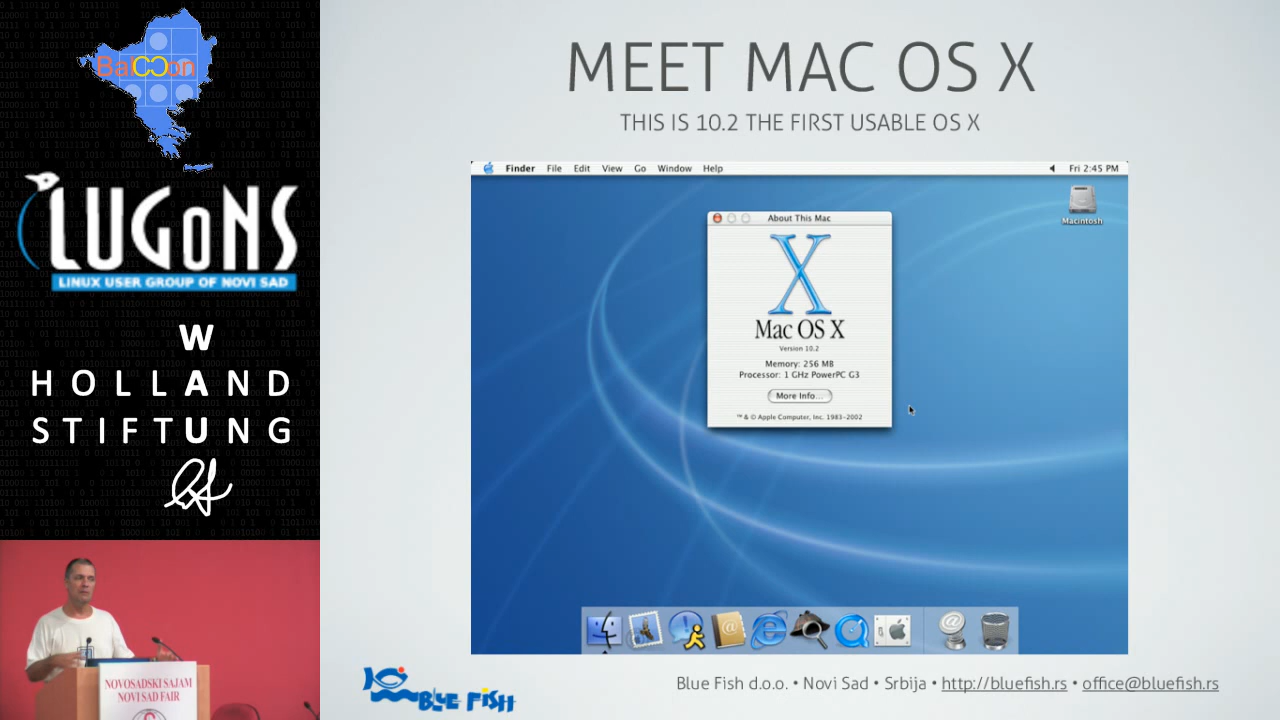 BalCCon
LUGoNS
LINUX USER GROUP OF NOVI SAD
W
HOLLAND
STIFTUNG
NOVOSADSKI SAJAM
NOVI SAD FAIR
MEET MAC OS X
THIS IS 10.2 THE FIRST USABLE OS X
Finder File Edit View Go Window Help Fri 2:45 PM
Macintosh
About This Mac
X
Mac OS X
Version 10.2
Memory: 256 MB
Processor: 1 GHz PowerPC G3
More Info...
™ & © Apple Computer, Inc. 1983-2002
BLUE FISH
Blue Fish d.o.o. • Novi Sad • Srbija • http://bluefish.rs • office@bluefish.rs